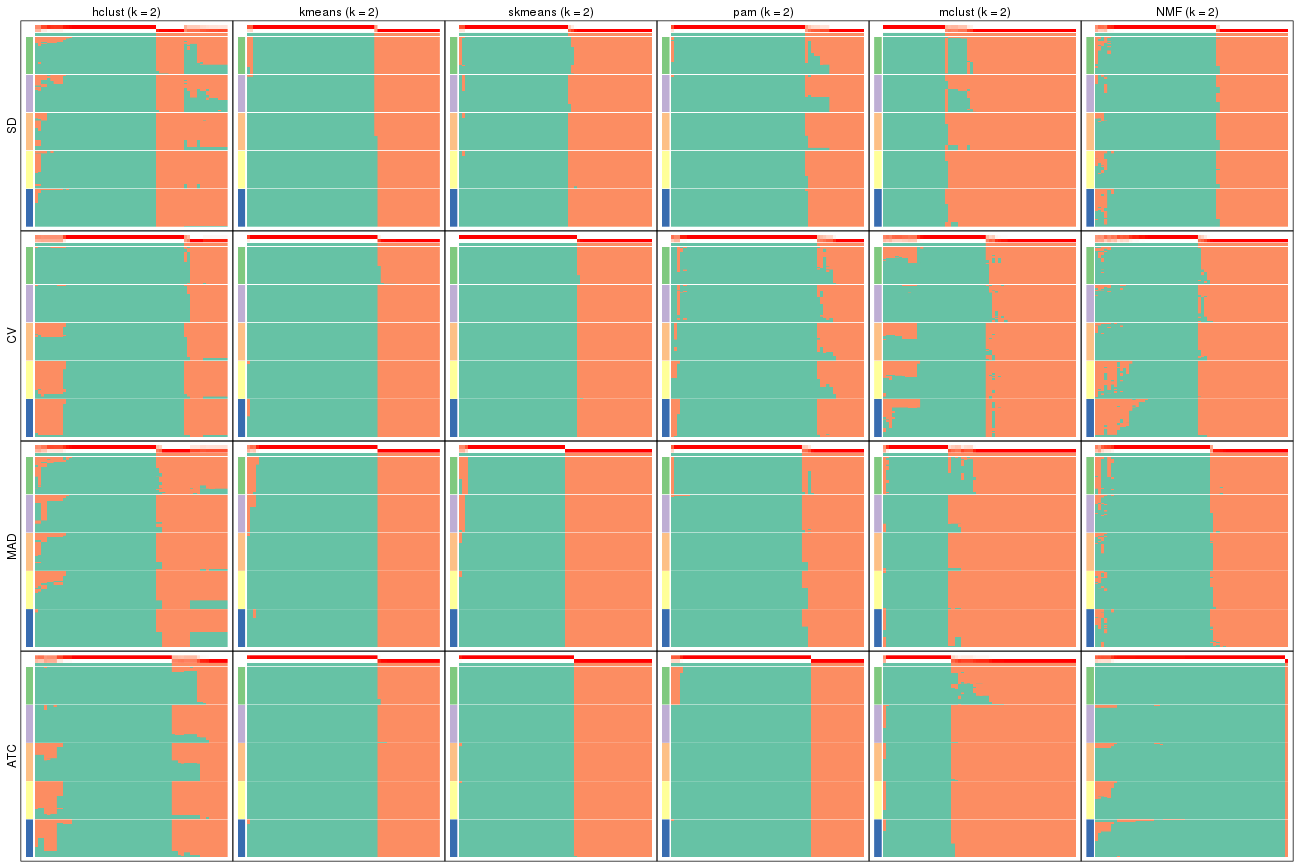 hclust (k = 2) kmeans (k = 2) skmeans (k = 2) pam (k = 2) mclust (k = 2) NMF (k = 2)
SD
CV
MAD
ATC